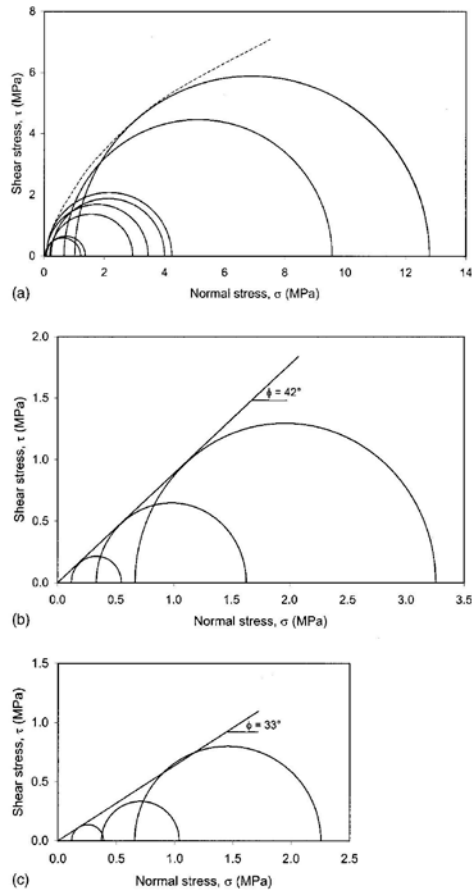 8
6
4
2
0
Shear stress, τ (MPa)
0 2 4 6 8 10 12 14
Normal stress, σ (MPa)
(a)
2.0
1.5
1.0
0.5
0.0
Shear stress, τ (MPa)
ϕ = 42°
0.0 0.5 1.0 1.5 2.0 2.5 3.0 3.5
Normal stress, σ (MPa)
(b)
1.5
1.0
0.5
0.0
Shear stress, τ (MPa)
ϕ = 33°
0.0 0.5 1.0 1.5 2.0 2.5
Normal stress, σ (MPa)
(c)